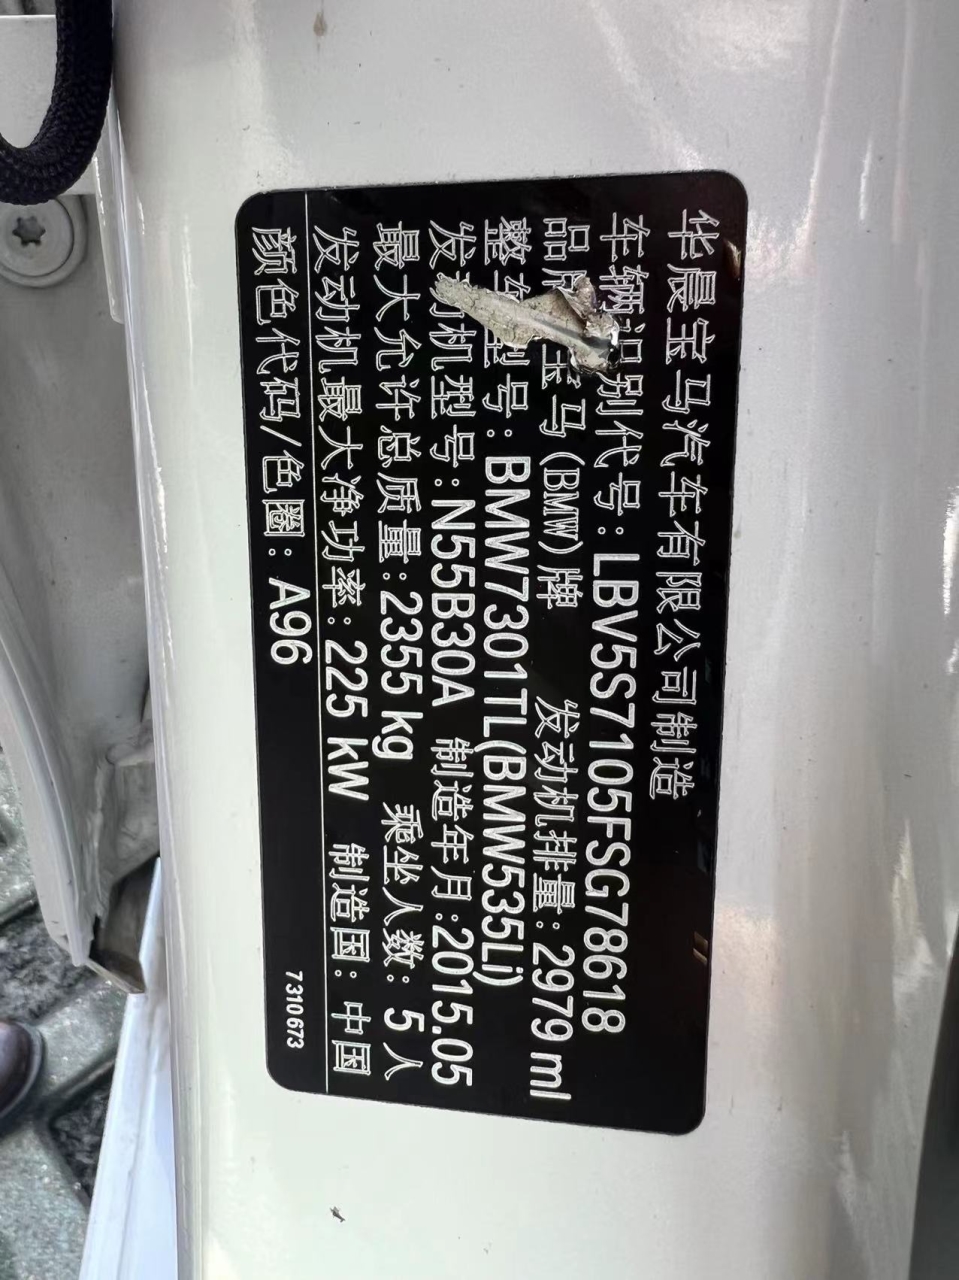 华晨宝马汽车有限公司制造
车辆识别代号: LBV5S7105FSG78618
品牌 宝马(BMW)牌 发动机排量: 2979 ml
整车型号: BMW7301TL(BMW535Li)
发动机型号: N55B30A 制造年月: 2015.05
最大允许总质量: 2355 kg 乘坐人数: 5 人
发动机最大净功率: 225 kW 制造国: 中国
颜色代码/色圈: A96
7310673